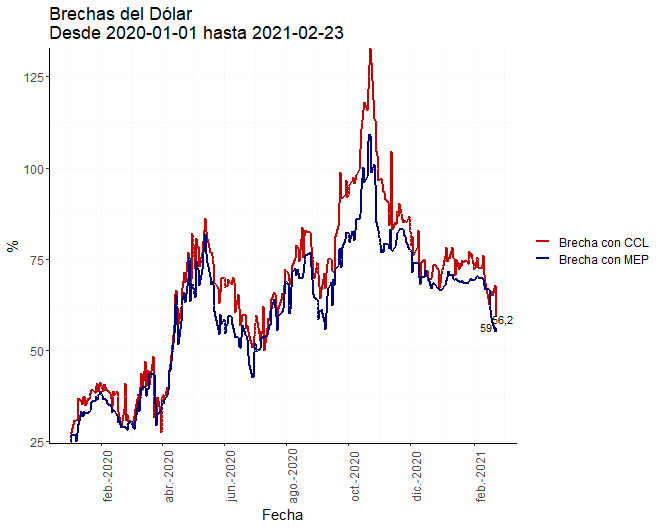 Brechas del Dólar
Desde 2020-01-01 hasta 2021-02-23
%
125
100
75
50
25
56,2
59
feb.-2020
abr.-2020
jun.-2020
ago.-2020
oct.-2020
dic.-2020
feb.-2021
Fecha
Brecha con CCL
Brecha con MEP